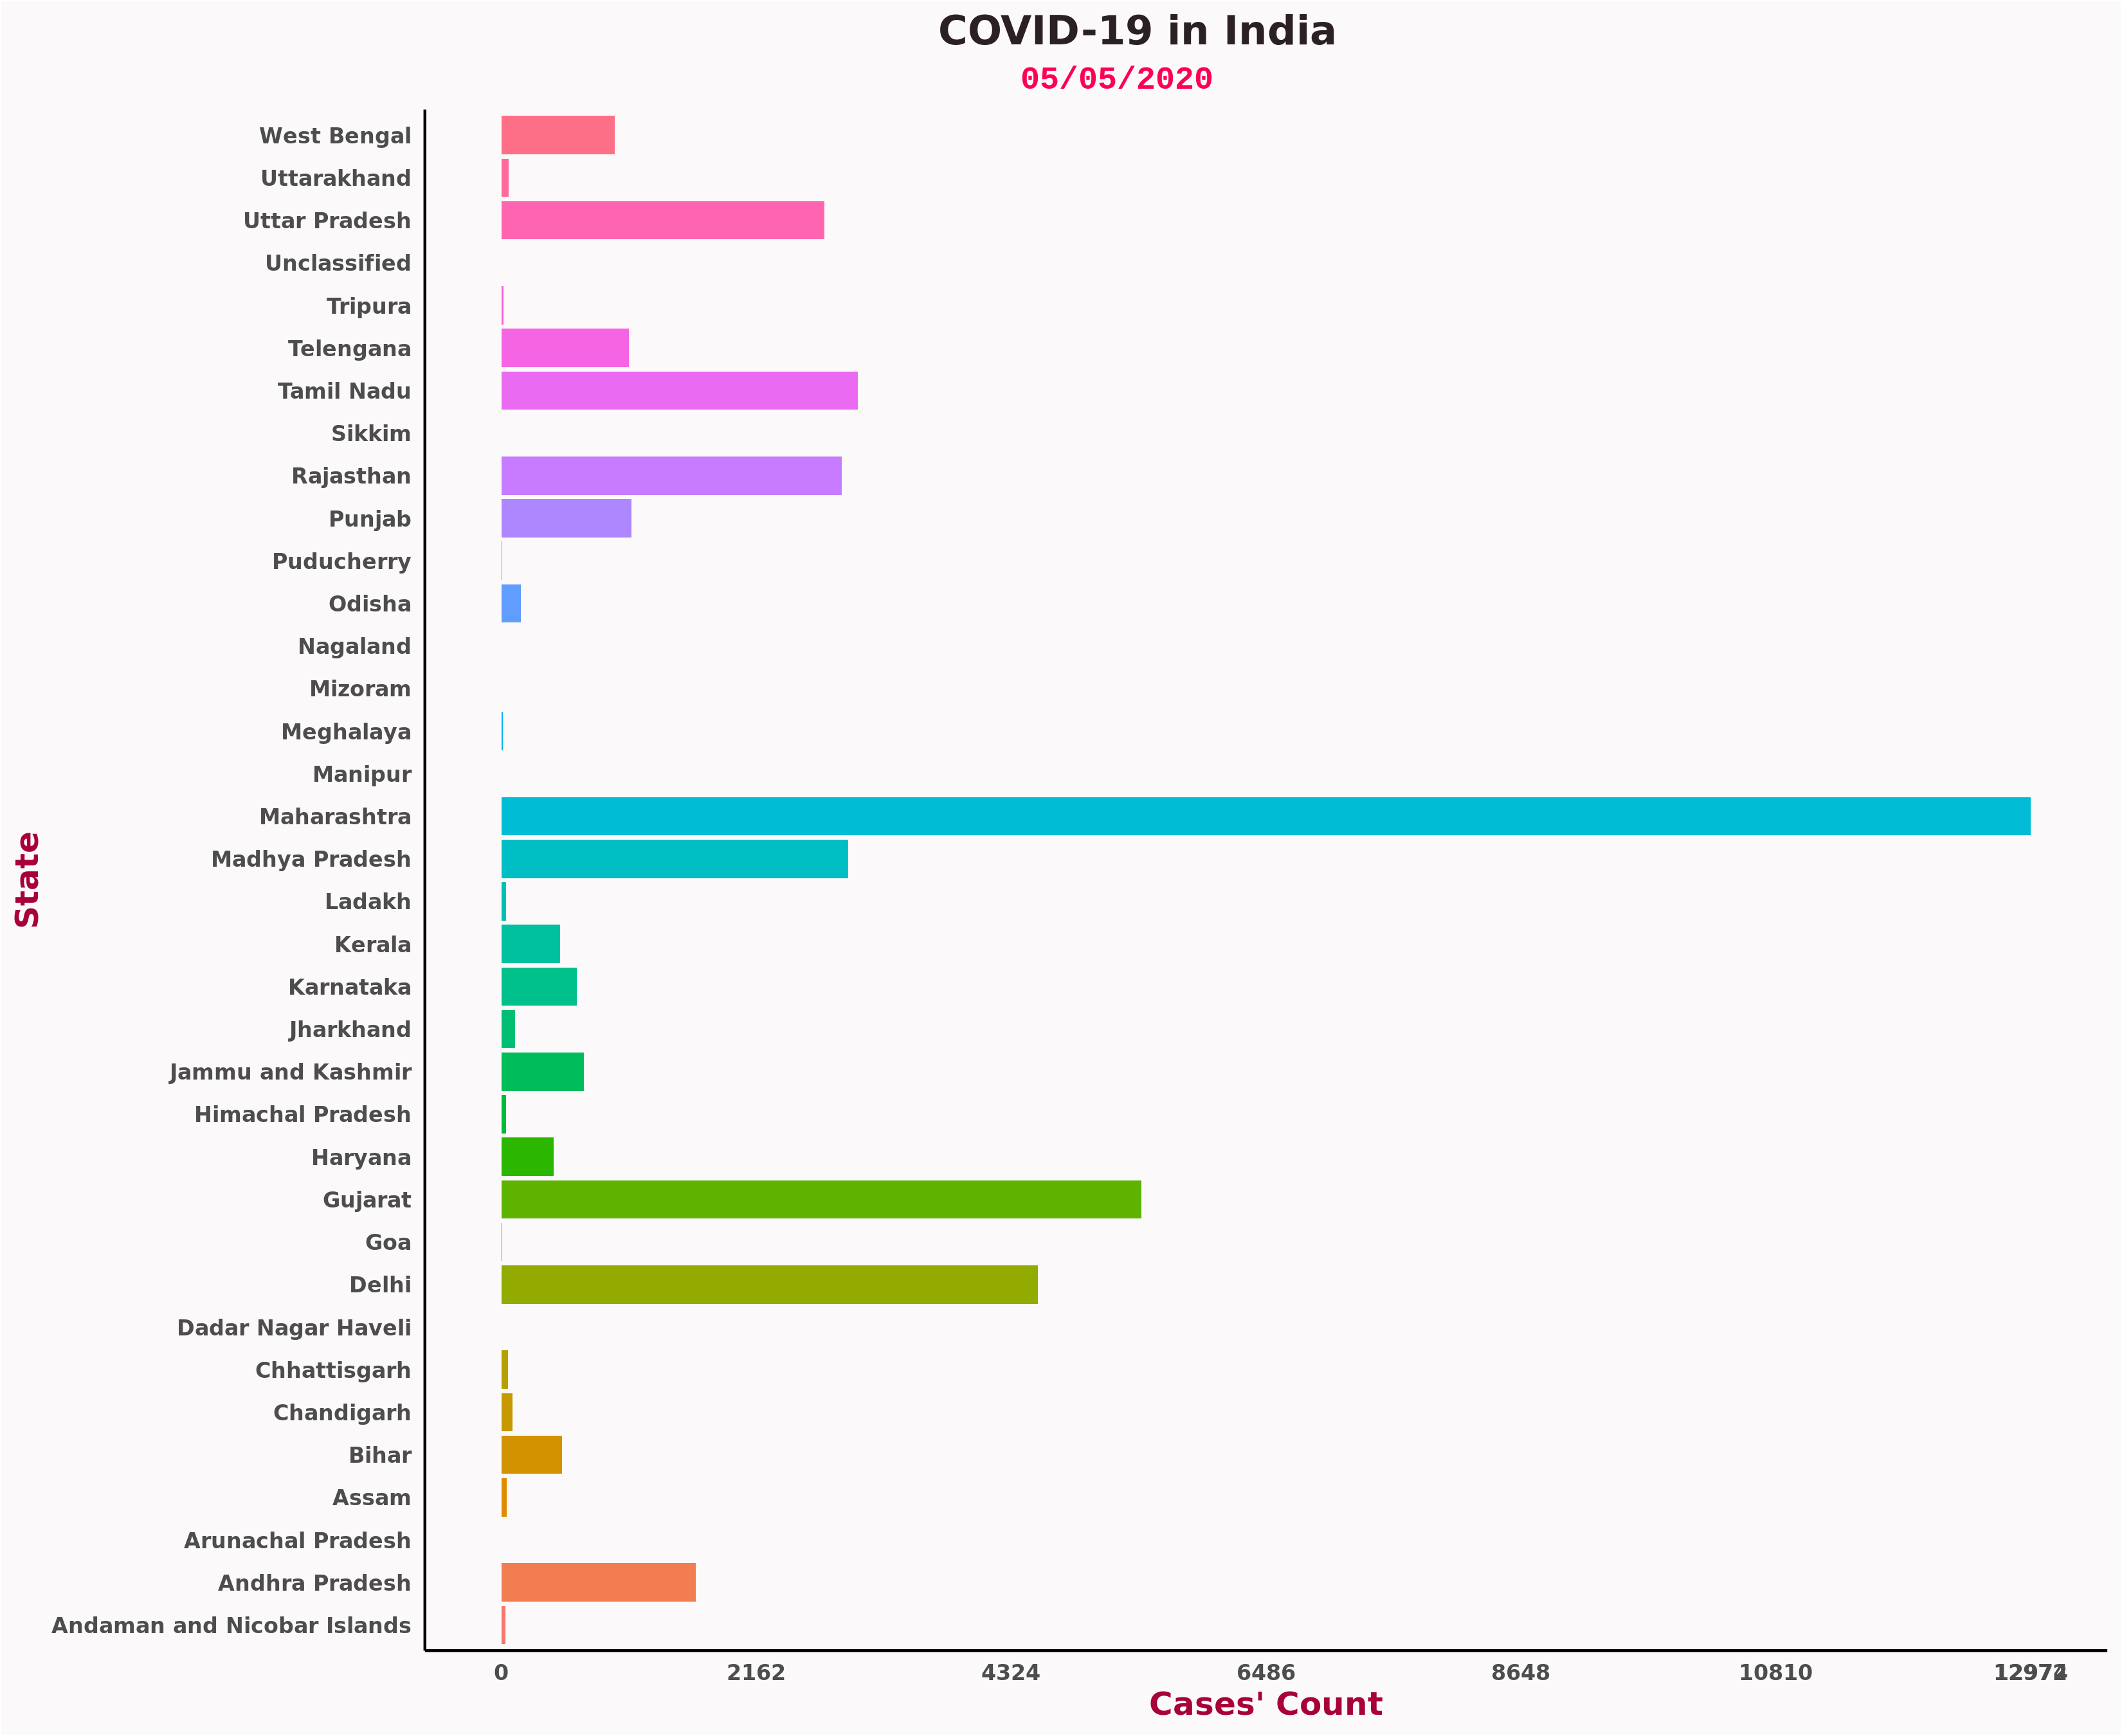 COVID-19 in India
05/05/2020
West Bengal
Uttarakhand
Uttar Pradesh
Unclassified
Tripura
Telengana
Tamil Nadu
Sikkim
Rajasthan
Punjab
Puducherry
Odisha
Nagaland
Mizoram
Meghalaya
Manipur
Maharashtra
Madhya Pradesh
Ladakh
Kerala
Karnataka
Jharkhand
Jammu and Kashmir
Himachal Pradesh
Haryana
Gujarat
Goa
Delhi
Dadar Nagar Haveli
Chhattisgarh
Chandigarh
Bihar
Assam
Arunachal Pradesh
Andhra Pradesh
Andaman and Nicobar Islands
State
0 2162 4324 6486 8648 10810
Cases' Count